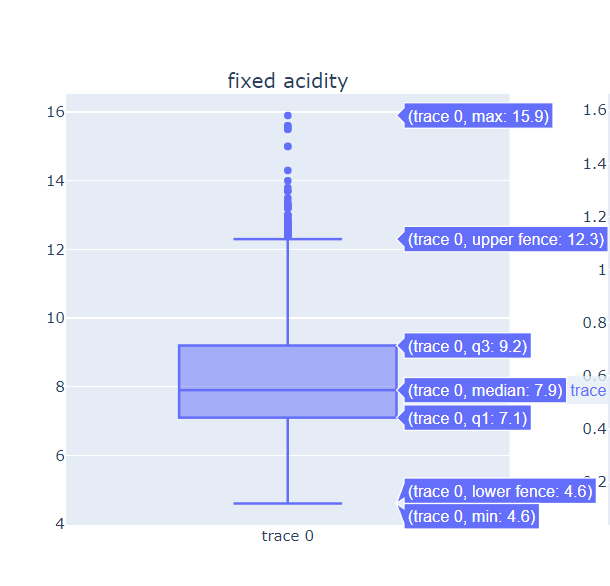 fixed acidity
16
14
12
10
8
6
4
trace 0
(trace 0, max: 15.9)
(trace 0, upper fence: 12.3)
(trace 0, q3: 9.2)
(trace 0, median: 7.9) trace
(trace 0, q1: 7.1)
(trace 0, lower fence: 4.6)
(trace 0, min: 4.6)
1.6
1.4
1.2
1
0.8
0.6
0.4